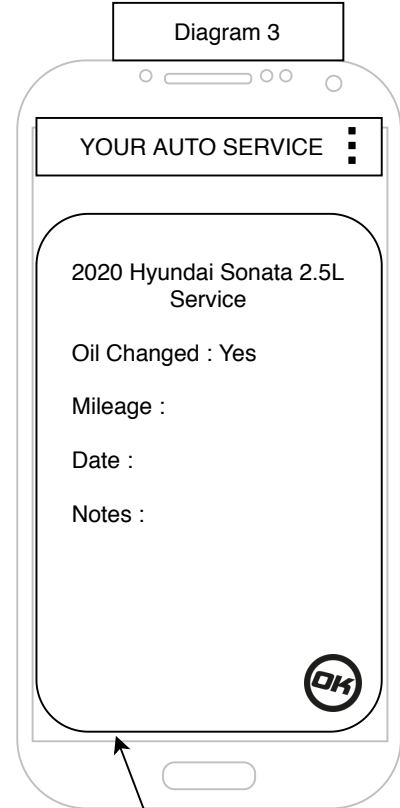 Diagram 3
YOUR AUTO SERVICE
2020 Hyundai Sonata 2.5L
Service
Oil Changed : Yes
Mileage :
Date :
Notes :
OK